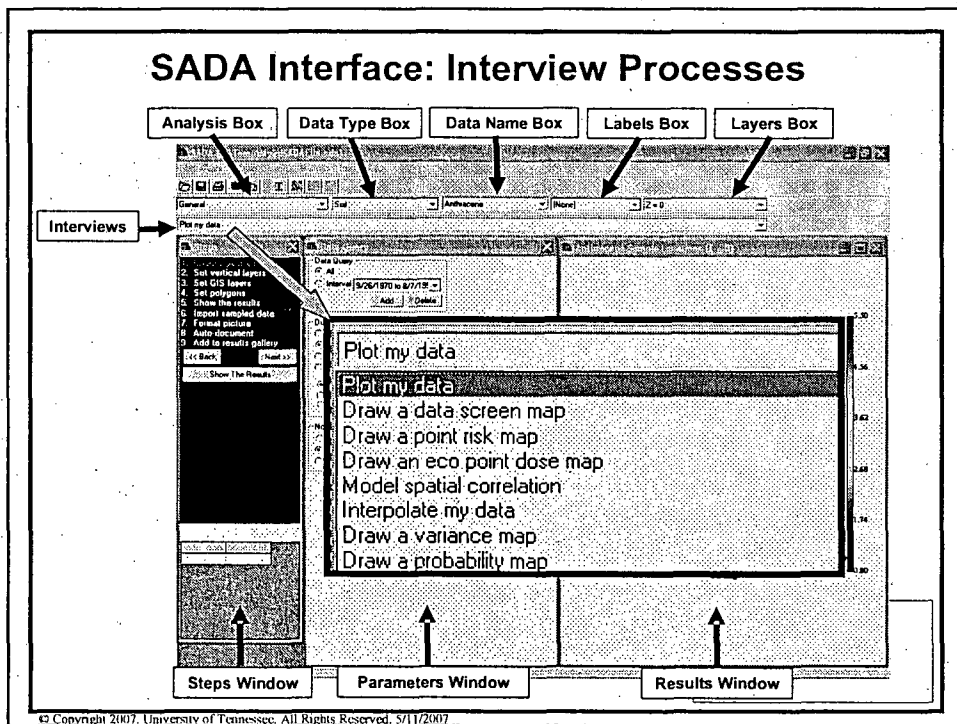 SADA Interface: Interview Processes
Analysis Box
Data Type Box
Data Name Box
Labels Box
Layers Box
General
Soil
Anthracene
(None)
Z = 0
Interviews
Plot my data
2. Set vertical layers
3. Set GIS layers
4. Set polygons
5. Show the results
6. Import sampled data
7. Format picture
8. Auto document
9. Add to results gallery
<< Back
Next >>
Show The Results
Data Query
All
Interval
Add
Delete
Plot my data
Plot my data
Draw a data screen map
Draw a point risk map
Draw an eco point dose map
Model spatial correlation
Interpolate my data
Draw a variance map
Draw a probability map
3.62
2.68
1.74
Steps Window
Parameters Window
Results Window
© Copyright 2007. University of Tennessee. All Rights Reserved. 5/11/2007